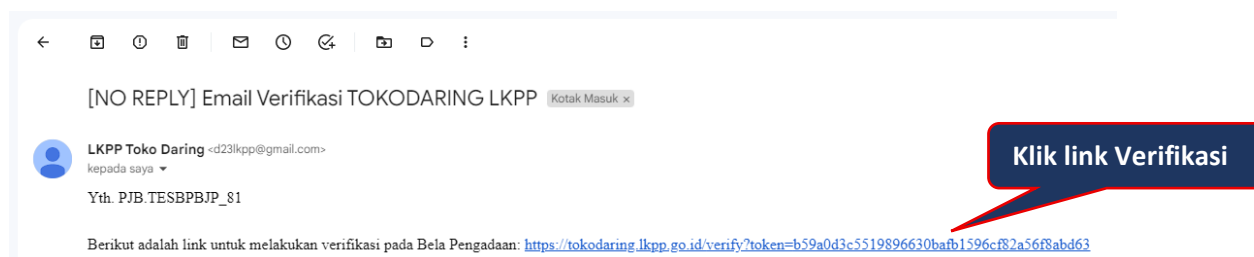 [NO REPLY] Email Verifikasi TOKODARING LKPP Kotak Masuk x
LKPP Toko Daring <d23lkpp@gmail.com>
kepada saya
Klik link Verifikasi
Yth. PJB.TESBPBJP_81
Berikut adalah link untuk melakukan verifikasi pada Bela Pengadaan: https://tokodaring.lkpp.go.id/verify?token=b59a0d3c5519896630bafb1596cf82a56f8abd63